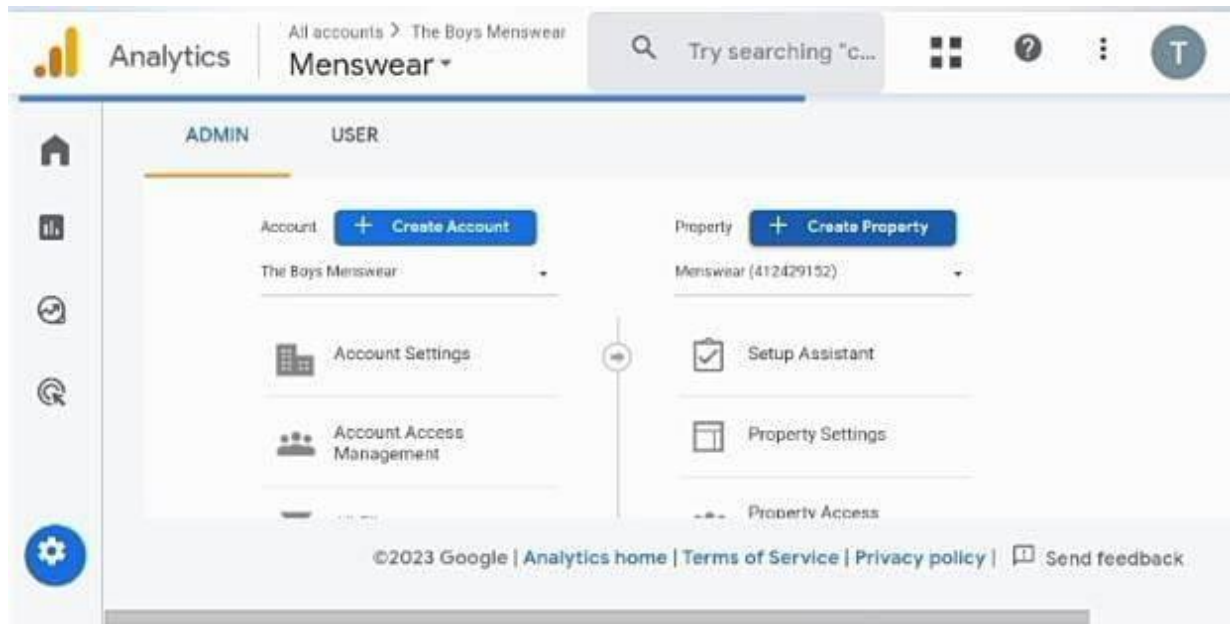 All accounts > The Boys Menswear
Analytics
Menswear
Try searching "c...
T
ADMIN USER
Account + Create Account
Property + Create Property
The Boys Menswear
Menswear (412429152)
Account Settings
Setup Assistant
Account Access
Management
Property Settings
Property Access
©2023 Google | Analytics home | Terms of Service | Privacy policy | Send feedback